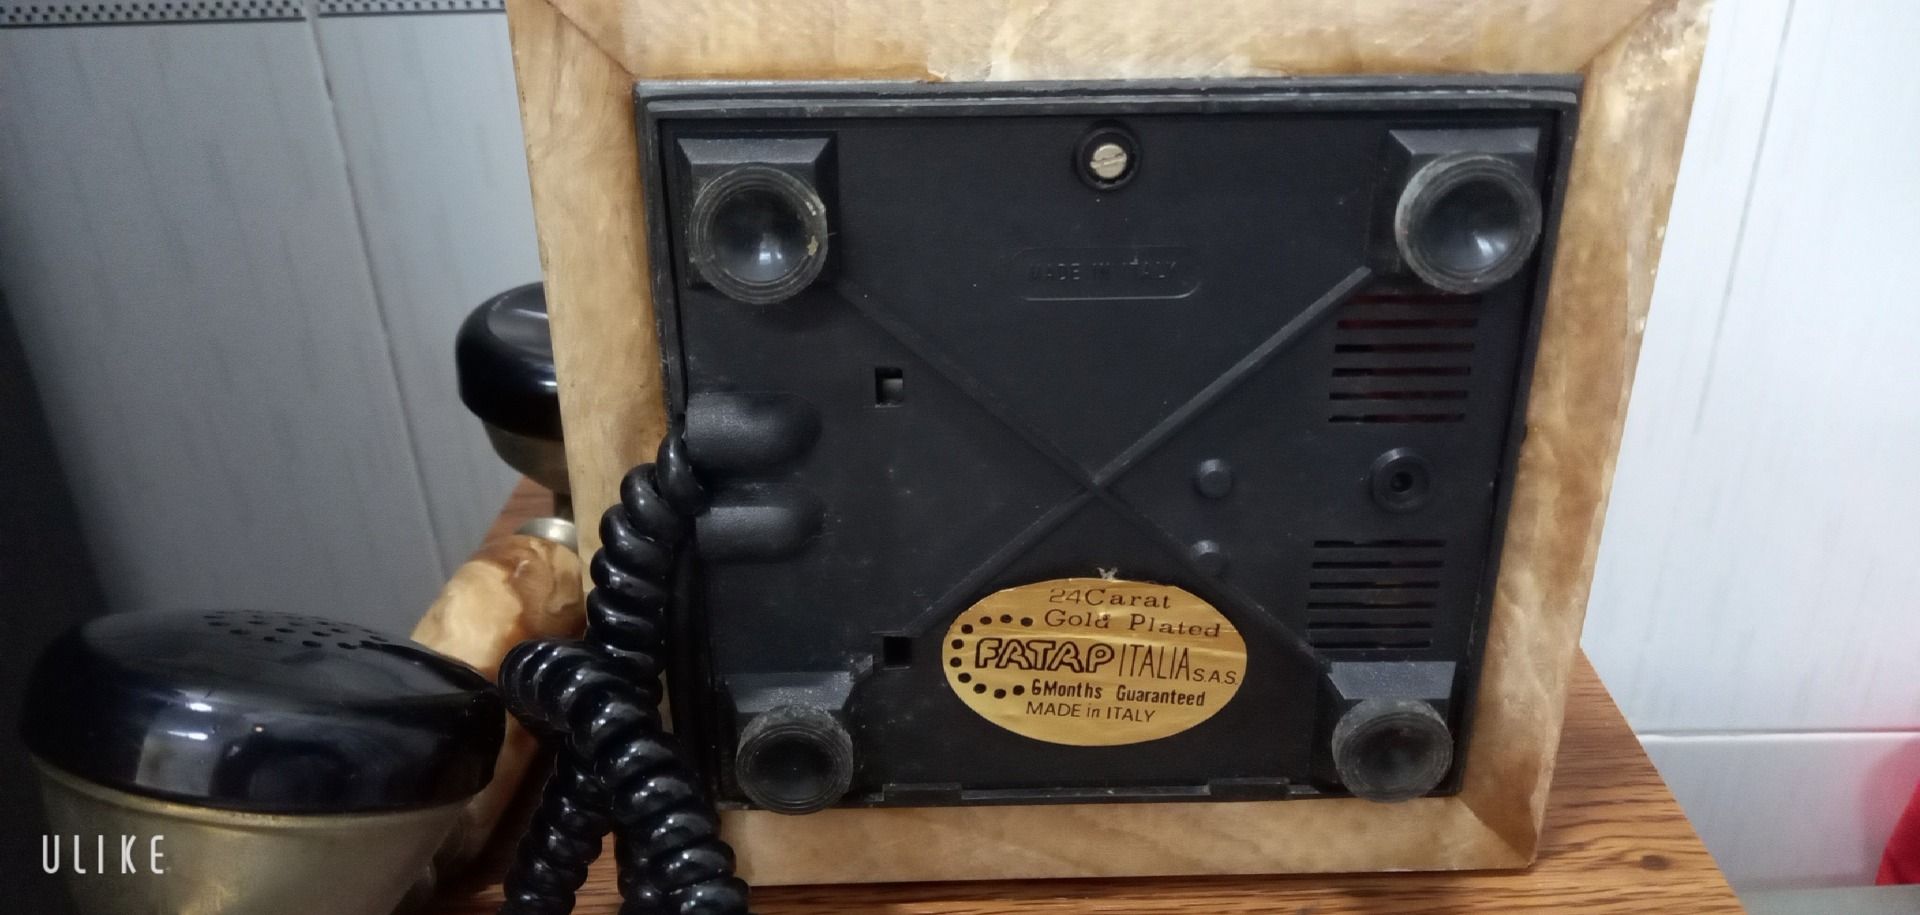 MADE IN ITALY
24Carat
Gold Plated
FATAP ITALIA S.A.S.
6Months Guaranteed
MADE in ITALY
ULIKE